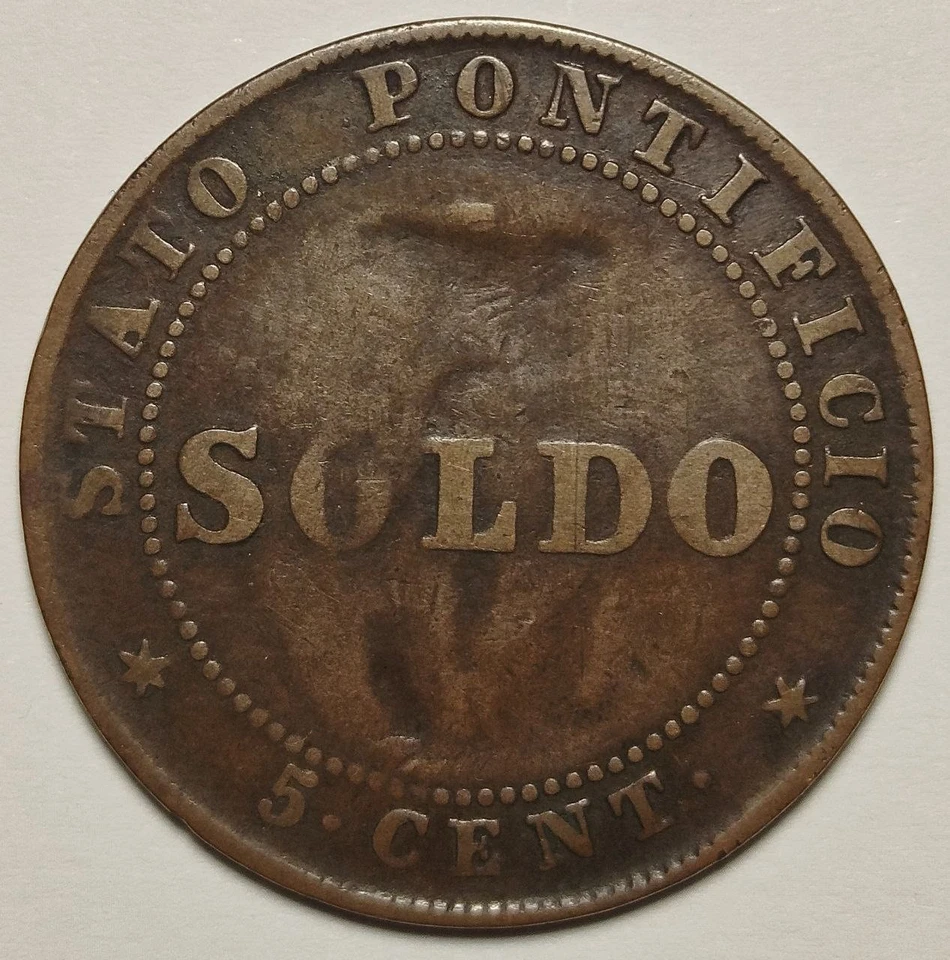 STATO PONTIFICIO
SOLDO
5. CENT.